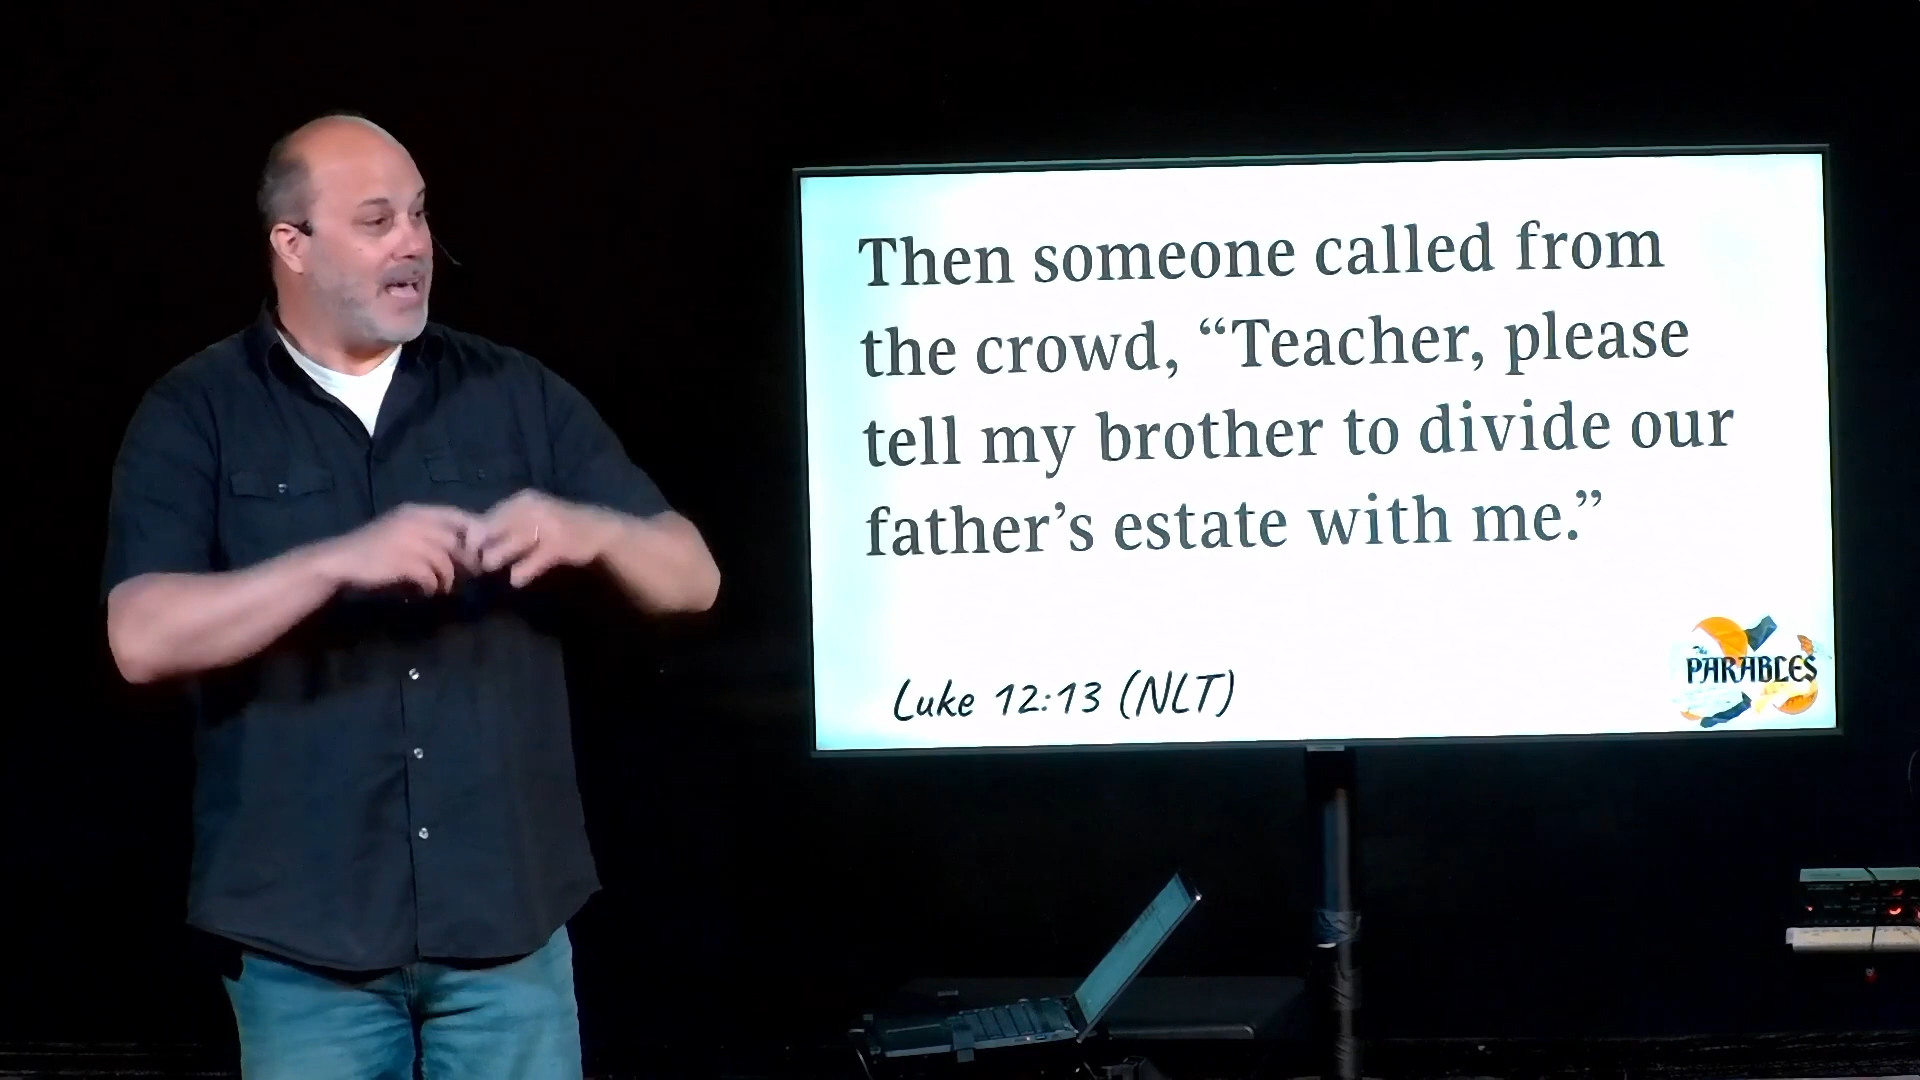 Then someone called from
the crowd, “Teacher, please
tell my brother to divide our
father’s estate with me.”
Luke 12:13 (NLT)
The
PARABLES